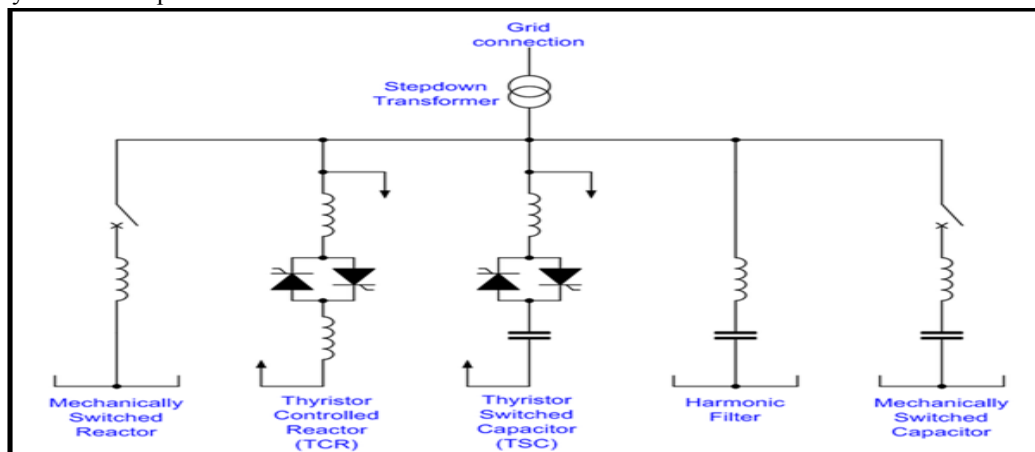 Grid
connection
Stepdown
Transformer
Mechanically
Switched
Reactor
Thyristor
Controlled
Reactor
(TCR)
Thyristor
Switched
Capacitor
(TSC)
Harmonic
Filter
Mechanically
Switched
Capacitor